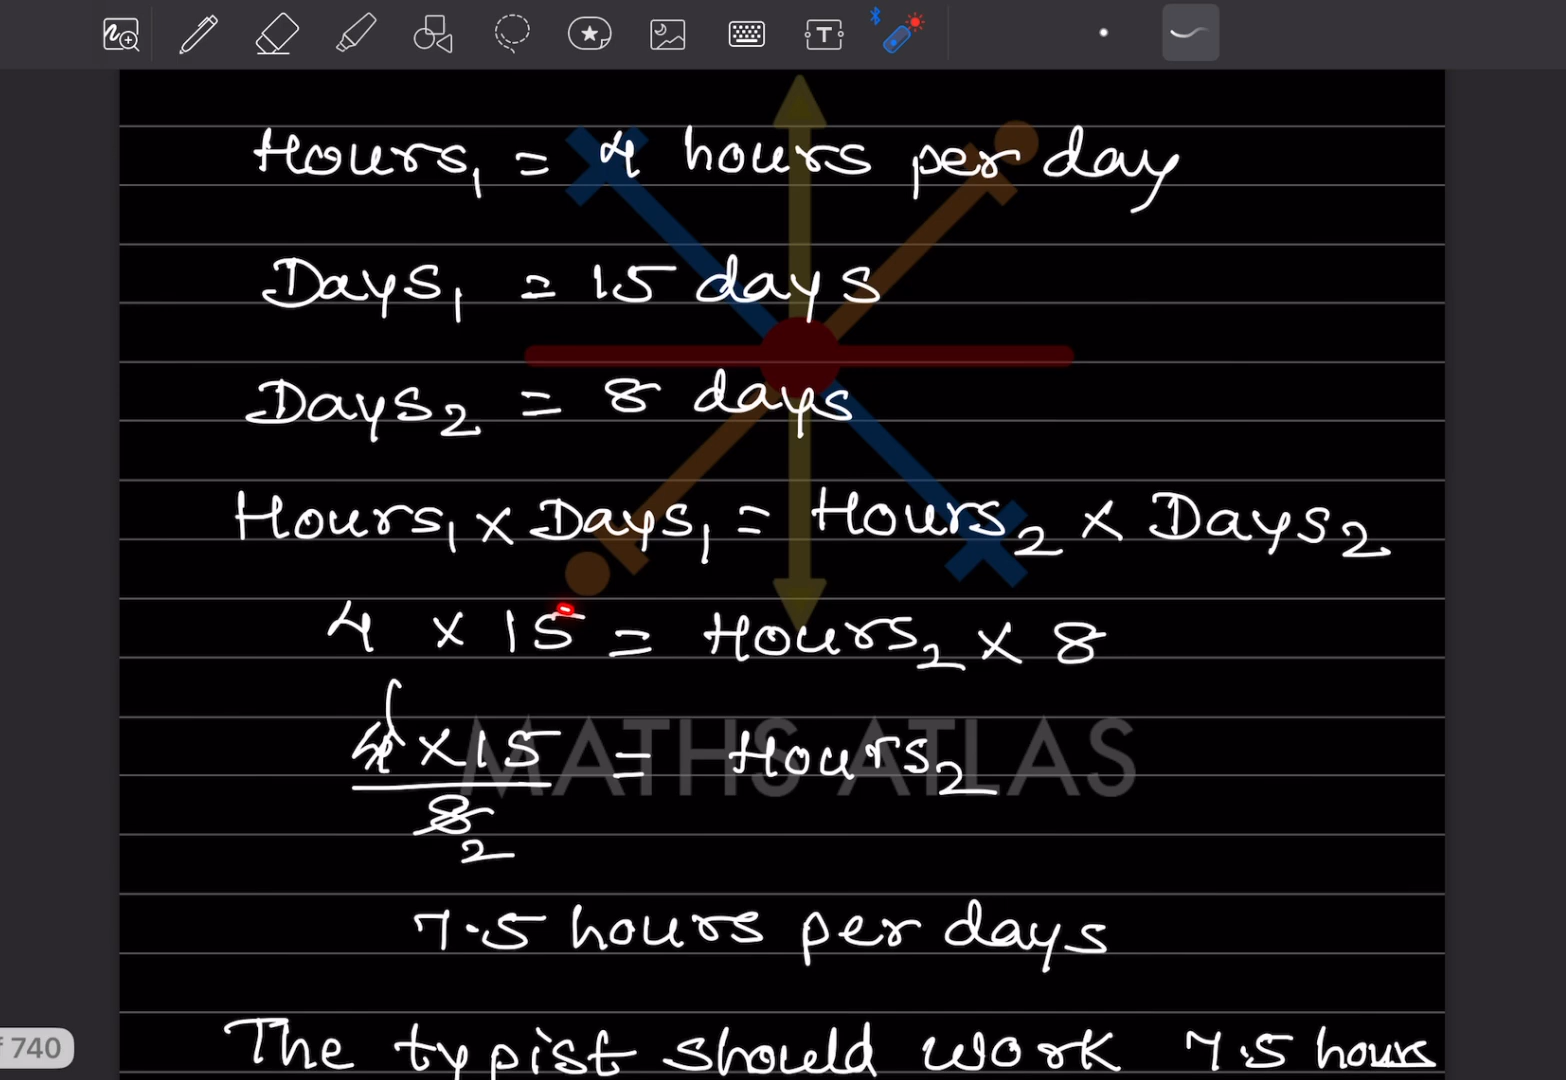 Hours₁ = 4 hours per day
Days₁ = 15 days
Days₂ = 8 days
Hours₁ × Days₁ = Hours₂ × Days₂
4 × 15 = Hours₂ × 8
4 × 15 / 8 2 = Hours₂
MATHS ATLAS
7.5 hours per days
The typist should work 7.5 hours
740